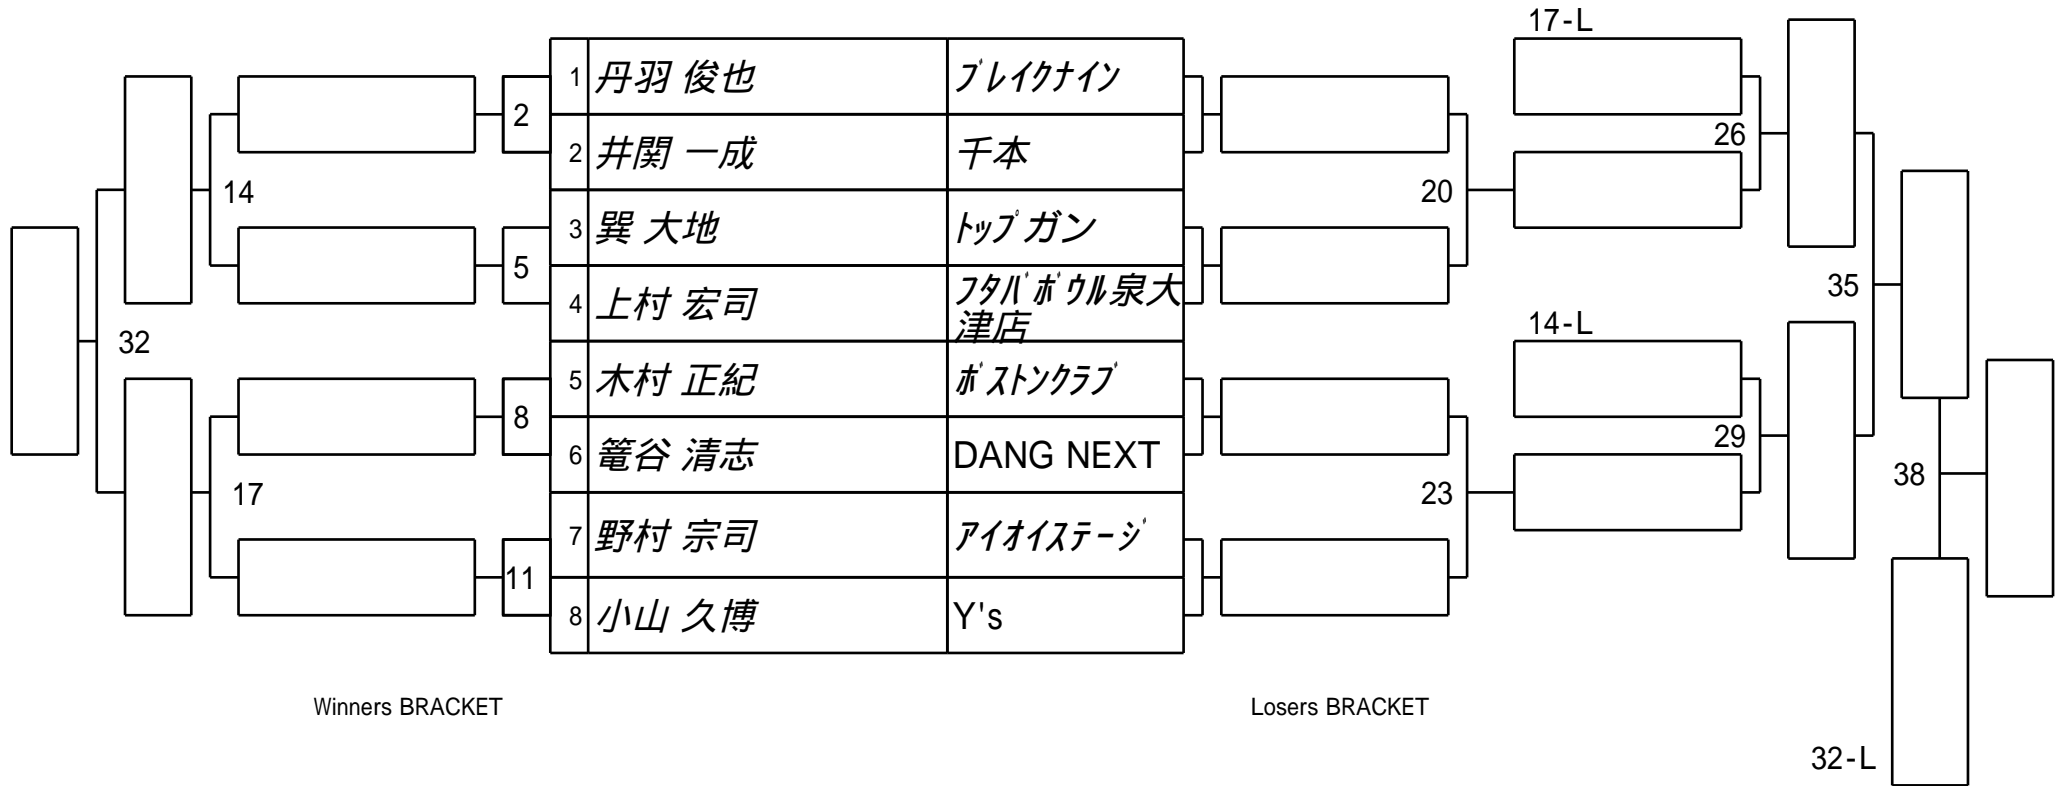 17-L
1 丹羽 俊也 ブレイクナイン
2
26
2 井関 一成 千本
14
20
3 巽 大地 トップガン
5
35
4 上村 宏司 フタバボウル泉大
津店
14-L
32
5 木村 正紀 ボストンクラブ
8
29
6 篭谷 清志 DANG NEXT
38
17
23
7 野村 宗司 アイオイステージ
11
8 小山 久博 Y's
Winners BRACKET
Losers BRACKET
32-L